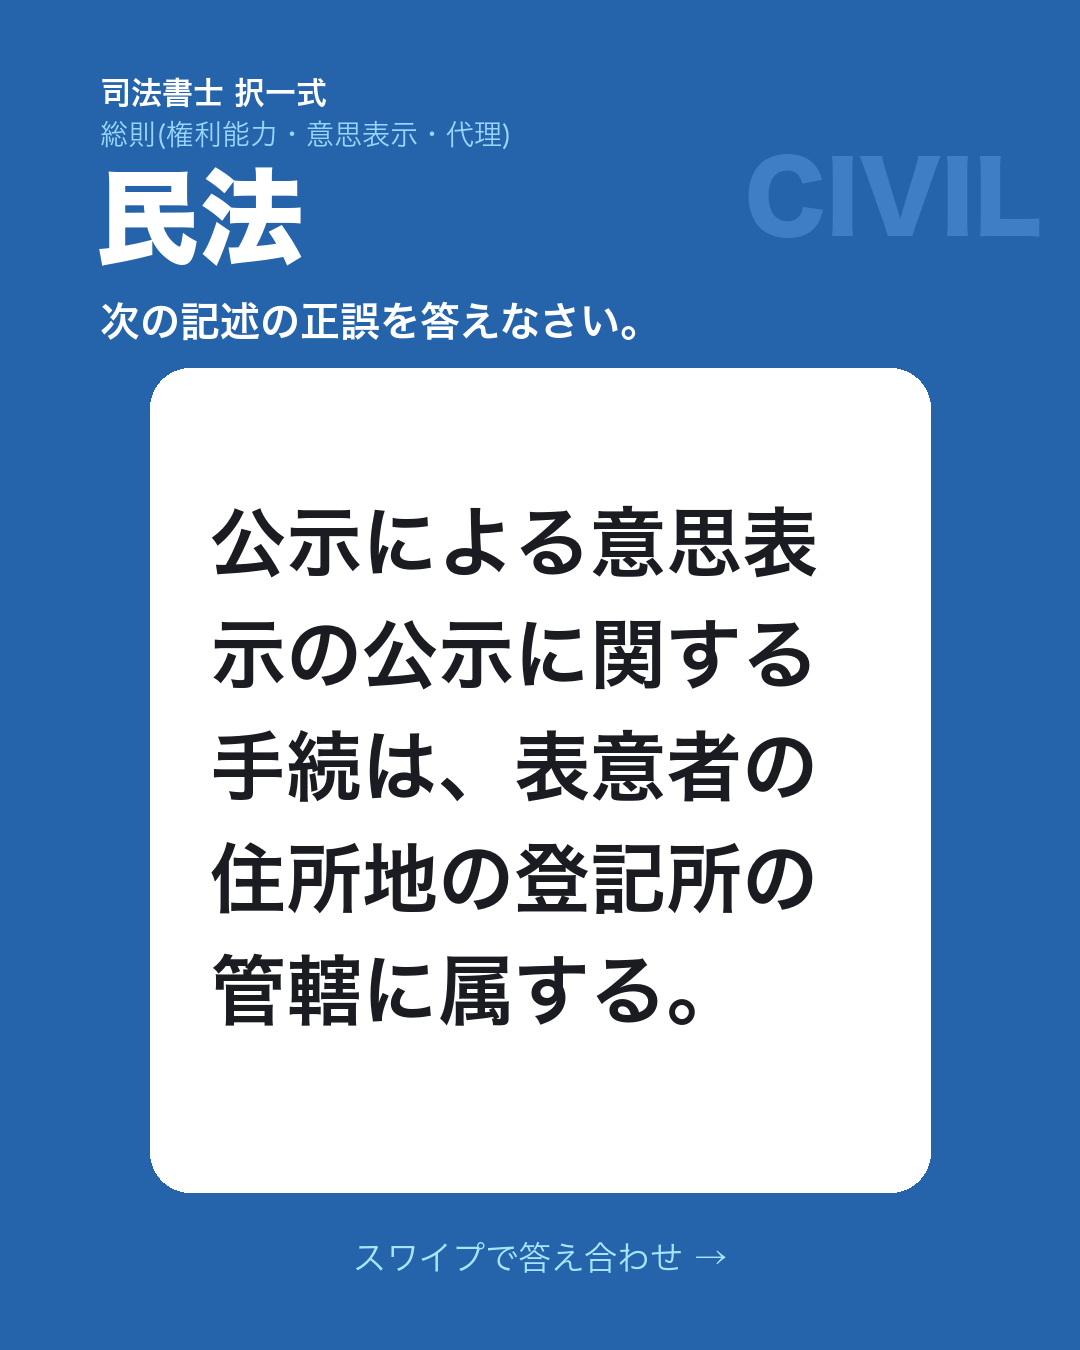 司法書士 択一式
総則(権利能力・意思表示・代理)
民法
CIVIL
次の記述の正誤を答えなさい。
公示による意思表
示の公示に関する
手続は、表意者の
住所地の登記所の
管轄に属する。
スワイプで答え合わせ →